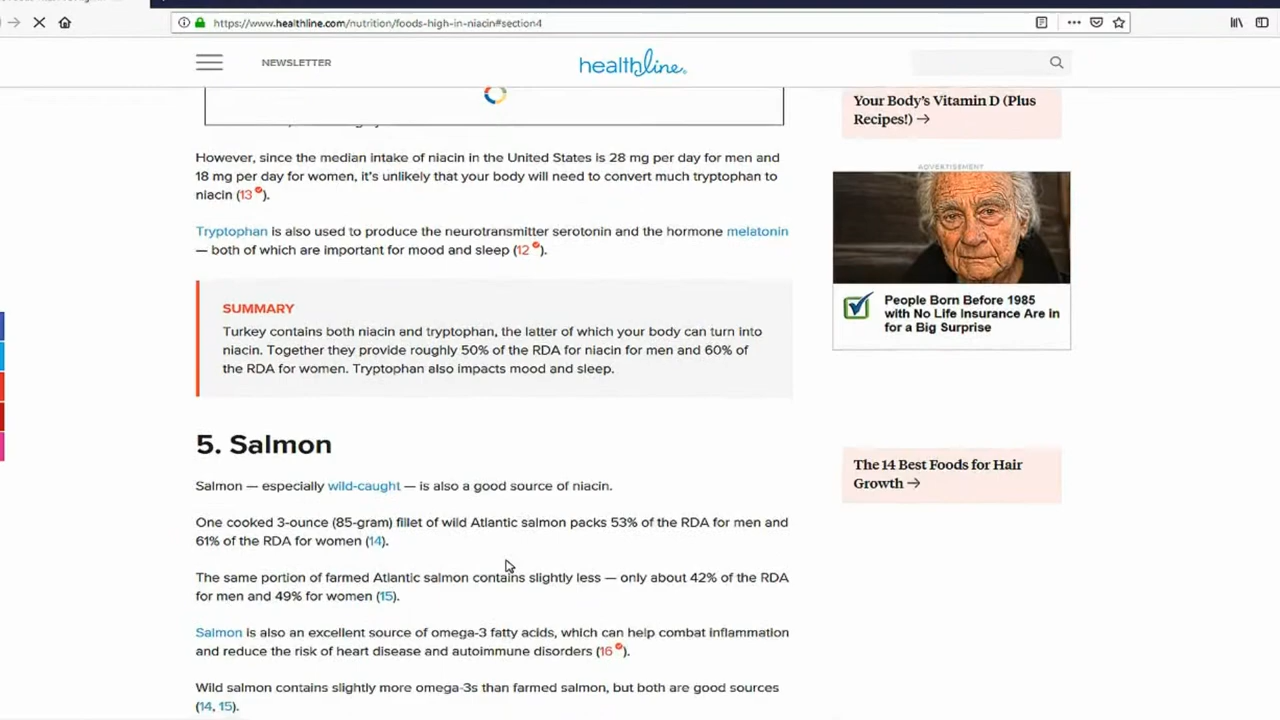 https://www.healthline.com/nutrition/foods-high-in-niacin#section4
NEWSLETTER
healthline
However, since the median intake of niacin in the United States is 28 mg per day for men and
18 mg per day for women, it's unlikely that your body will need to convert much tryptophan to
niacin (13).
Tryptophan is also used to produce the neurotransmitter serotonin and the hormone melatonin
— both of which are important for mood and sleep (12).
SUMMARY
Turkey contains both niacin and tryptophan, the latter of which your body can turn into
niacin. Together they provide roughly 50% of the RDA for niacin for men and 60% of
the RDA for women. Tryptophan also impacts mood and sleep.
5. Salmon
Salmon — especially wild-caught — is also a good source of niacin.
One cooked 3-ounce (85-gram) fillet of wild Atlantic salmon packs 53% of the RDA for men and
61% of the RDA for women (14).
The same portion of farmed Atlantic salmon contains slightly less — only about 42% of the RDA
for men and 49% for women (15).
Salmon is also an excellent source of omega-3 fatty acids, which can help combat inflammation
and reduce the risk of heart disease and autoimmune disorders (16).
Wild salmon contains slightly more omega-3s than farmed salmon, but both are good sources
(14, 15).
Your Body's Vitamin D (Plus
Recipes!) →
ADVERTISEMENT
People Born Before 1985
with No Life Insurance Are in
for a Big Surprise
The 14 Best Foods for Hair
Growth →